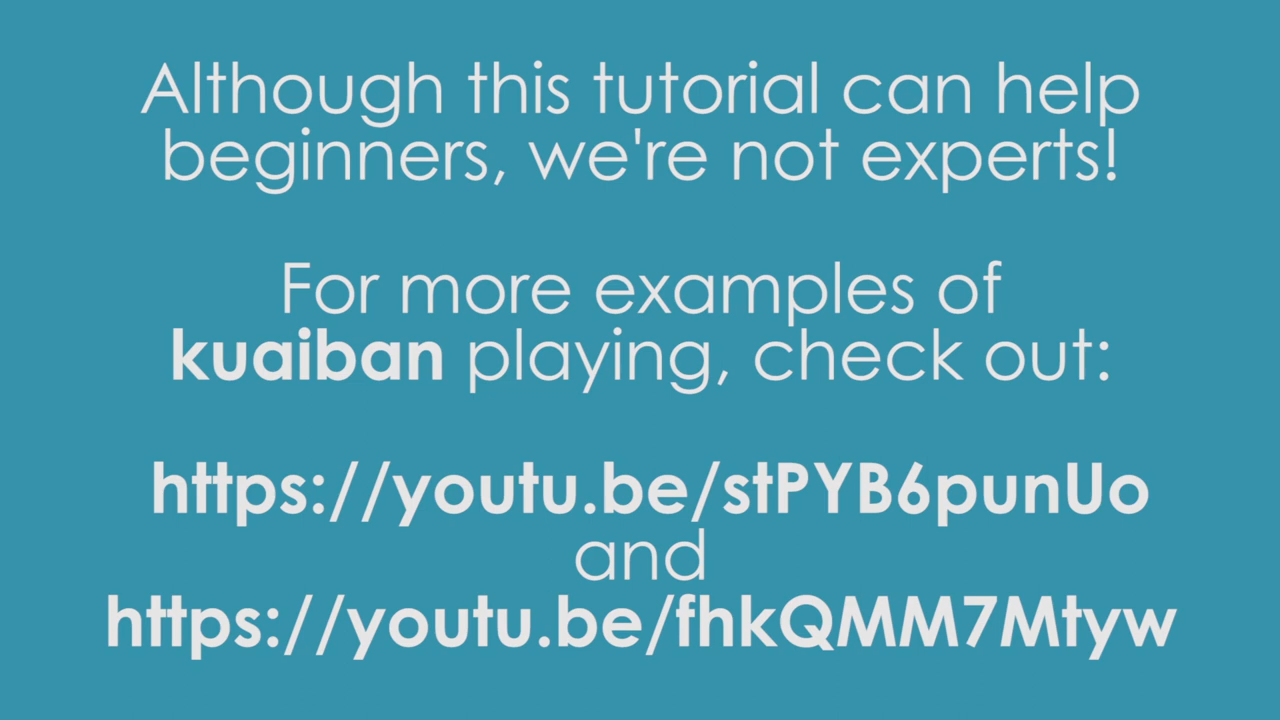 Although this tutorial can help
beginners, we're not experts!
For more examples of
kuaiban playing, check out:
https://youtu.be/stPYB6punUo
and
https://youtu.be/fhkQMM7Mtyw